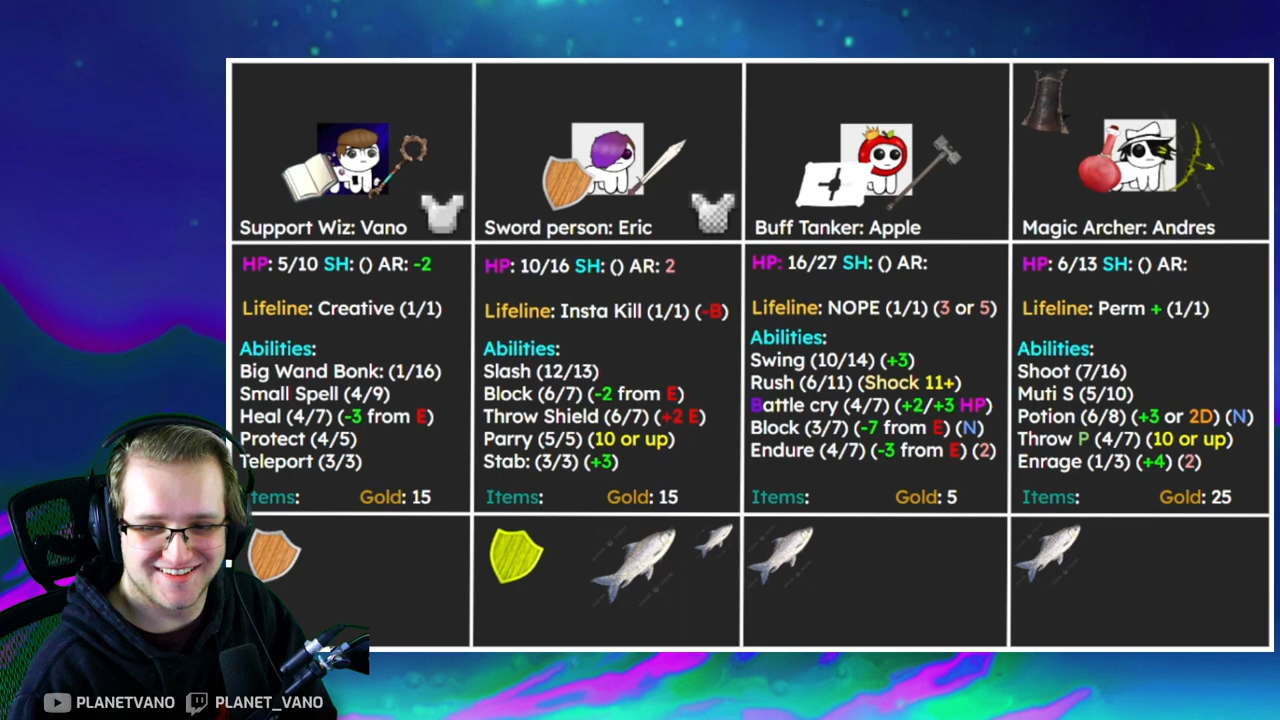 Support Wiz: Vano
HP: 5/10 SH: () AR: -2
Lifeline: Creative (1/1)
Abilities:
Big Wand Bonk: (1/16)
Small Spell (4/9)
Heal (4/7) (-3 from E)
Protect (4/5)
Teleport (3/3)
Items: Gold: 15
Sword person: Eric
HP: 10/16 SH: () AR: 2
Lifeline: Insta Kill (1/1) (-B)
Abilities:
Slash (12/13)
Block (6/7) (-2 from E)
Throw Shield (6/7) (+2 E)
Parry (5/5) (10 or up)
Stab: (3/3) (+3)
Items: Gold: 15
Buff Tanker: Apple
HP: 16/27 SH: () AR:
Lifeline: NOPE (1/1) (3 or 5)
Abilities:
Swing (10/14) (+3)
Rush (6/11) (Shock 11+)
Battle cry (4/7) (+2/+3 HP)
Block (3/7) (-7 from E) (N)
Endure (4/7) (-3 from E) (2)
Items: Gold: 5
Magic Archer: Andres
HP: 6/13 SH: () AR:
Lifeline: Perm + (1/1)
Abilities:
Shoot (7/16)
Muti S (5/10)
Potion (6/8) (+3 or 2D) (N)
Throw P (4/7) (10 or up)
Enrage (1/3) (+4) (2)
Items: Gold: 25
PLANETVANO PLANET_VANO